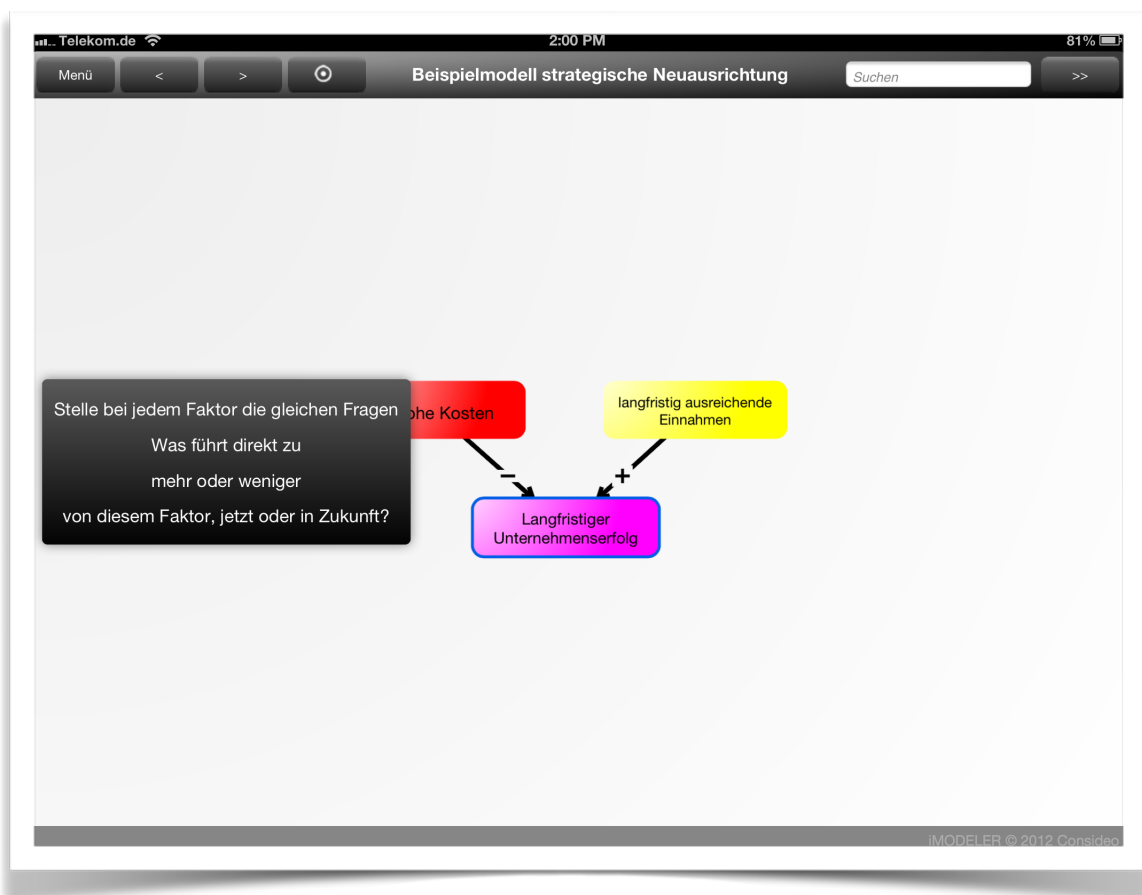 Telekom.de
2:00 PM
81%
Menü
<
>
Beispielmodell strategische Neuausrichtung
Suchen
>>
Stelle bei jedem Faktor die gleichen Fragen
Was führt direkt zu
mehr oder weniger
von diesem Faktor, jetzt oder in Zukunft?
Kosten
langfristig ausreichende
Einnahmen
–
+
Langfristiger
Unternehmenserfolg
iMODELER © 2012 Consideo